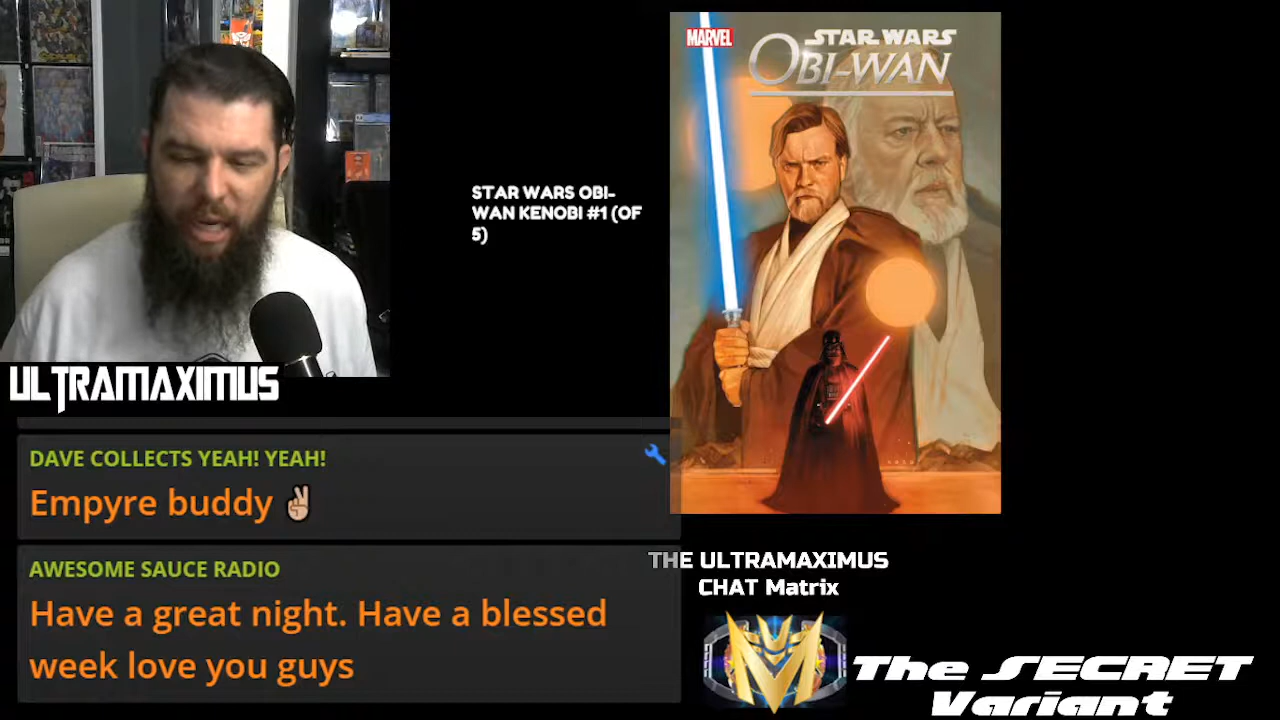 MARVEL
STAR WARS
OBI-WAN
STAR WARS OBI-
WAN KENOBI #1 (OF
5)
ULTRAMAXIMUS
DAVE COLLECTS YEAH! YEAH!
Empyre buddy ✌🏼
AWESOME SAUCE RADIO
Have a great night. Have a blessed
week love you guys
THE ULTRAMAXIMUS
CHAT Matrix
The SECRET
Variant